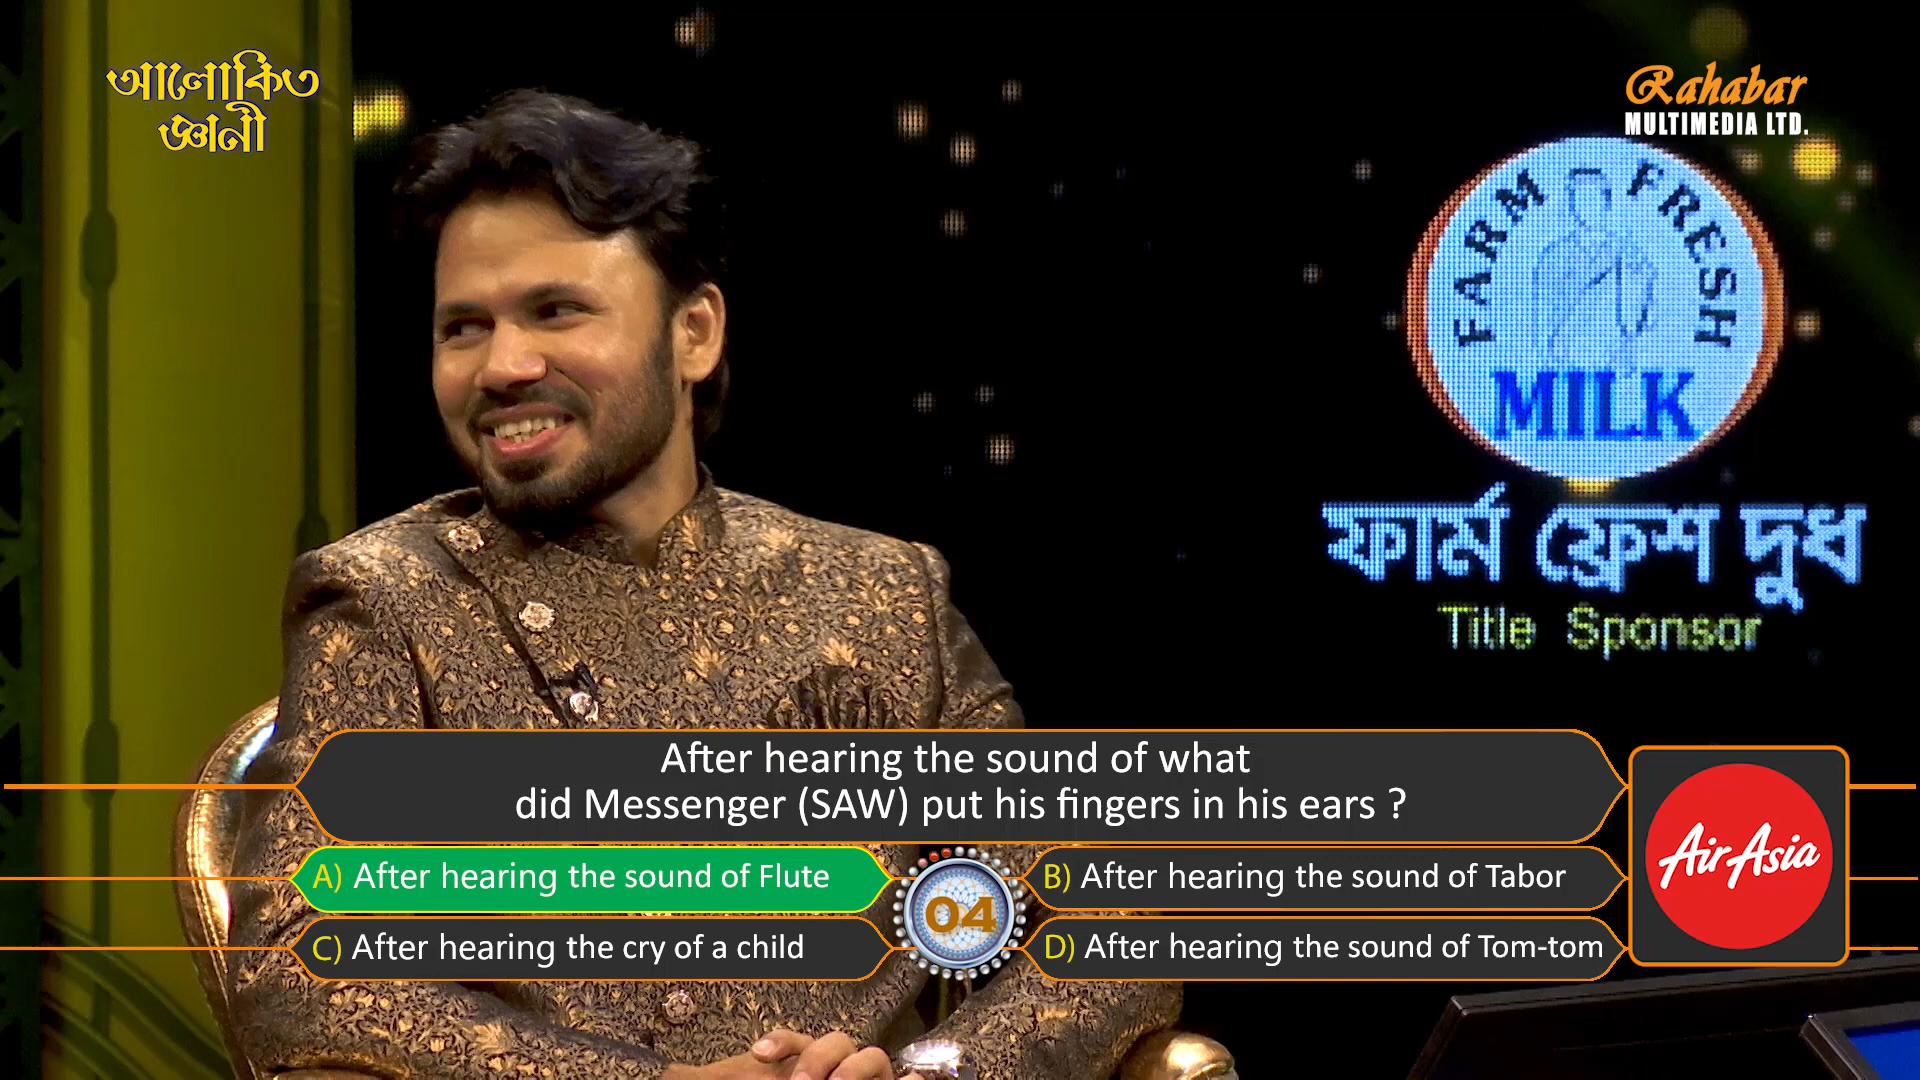 আলোকিত
জ্ঞানী
Rahabar
MULTIMEDIA LTD.
FARM FRESH
MILK
ফার্ম ফ্রেশ দুধ
Title Sponsor
After hearing the sound of what
did Messenger (SAW) put his fingers in his ears ?
A) After hearing the sound of Flute
B) After hearing the sound of Tabor
04
C) After hearing the cry of a child
D) After hearing the sound of Tom-tom
AirAsia